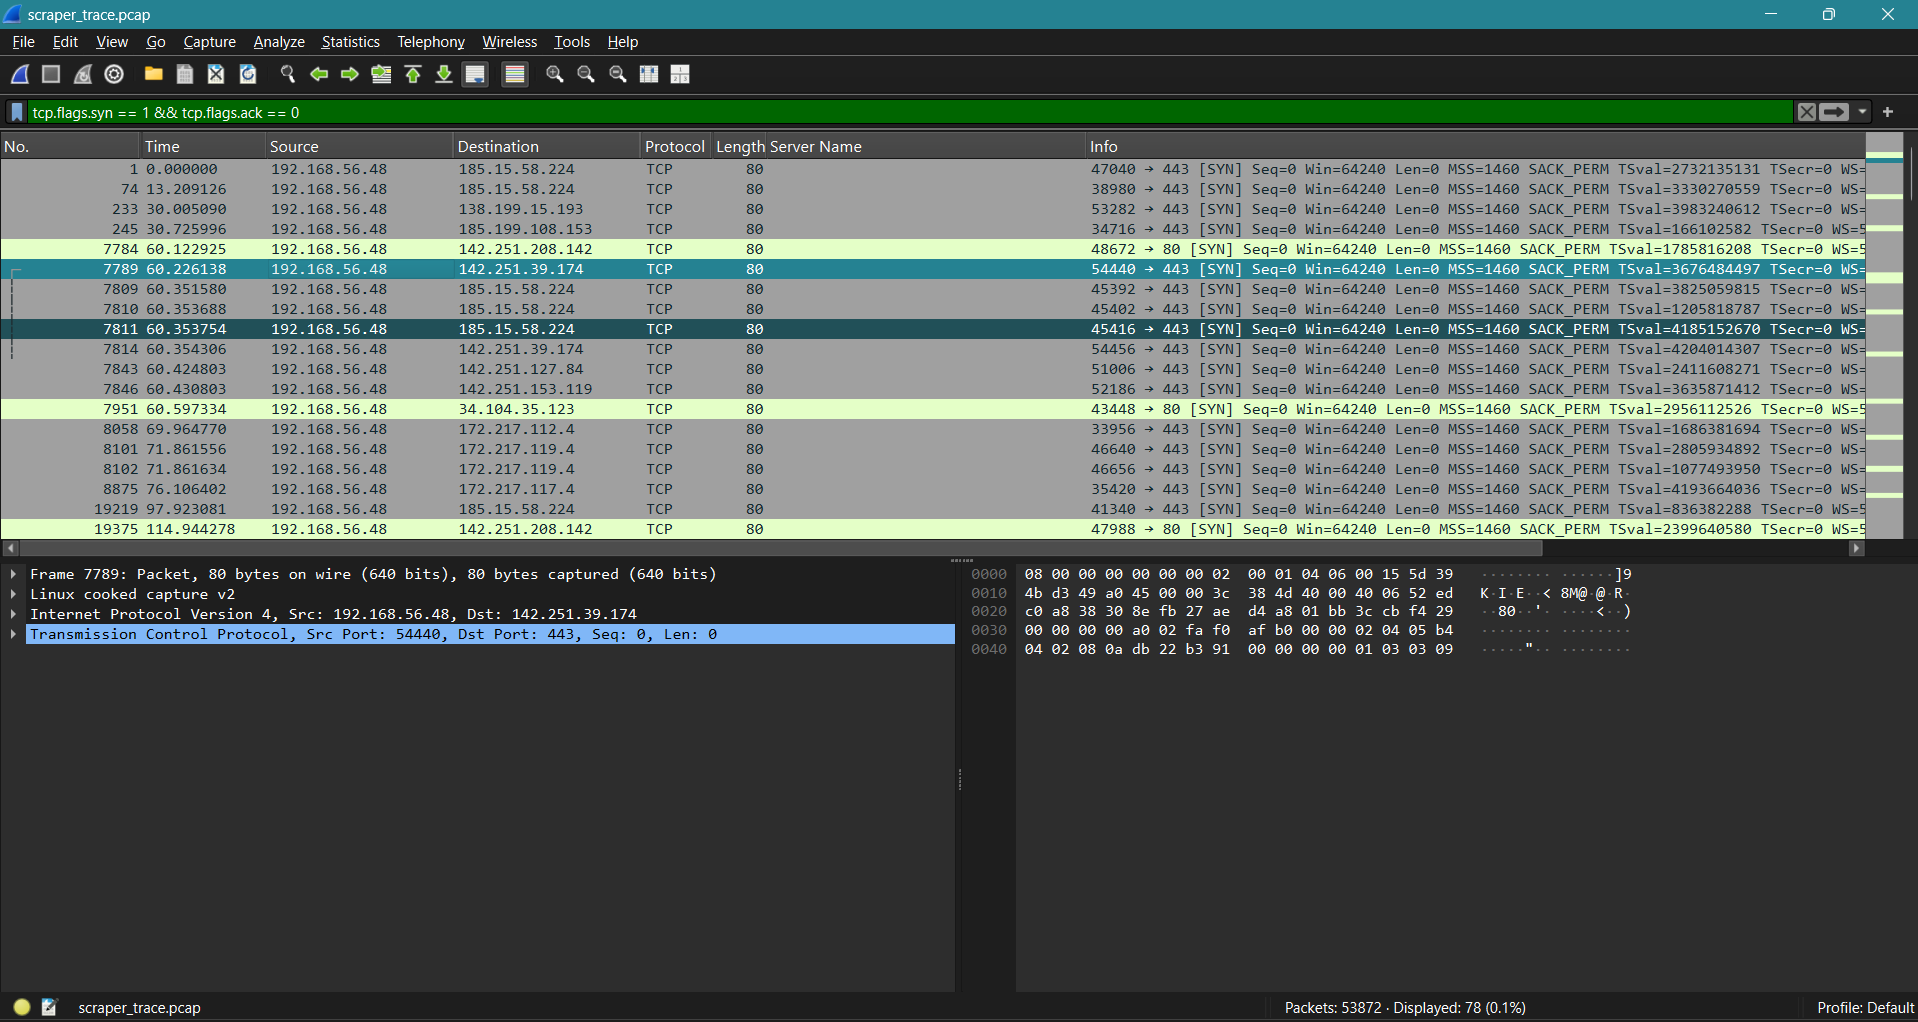 scraper_trace.pcap
File Edit View Go Capture Analyze Statistics Telephony Wireless Tools Help
tcp.flags.syn == 1 && tcp.flags.ack == 0
No. Time Source Destination Protocol Length Server Name Info
1 0.000000 192.168.56.48 185.15.58.224 TCP 80 47040 → 443 [SYN] Seq=0 Win=64240 Len=0 MSS=1460 SACK_PERM TSval=2732135131 TSecr=0 WS=
74 13.209126 192.168.56.48 185.15.58.224 TCP 80 38980 → 443 [SYN] Seq=0 Win=64240 Len=0 MSS=1460 SACK_PERM TSval=3330270559 TSecr=0 WS=
233 30.005090 192.168.56.48 138.199.15.193 TCP 80 53282 → 443 [SYN] Seq=0 Win=64240 Len=0 MSS=1460 SACK_PERM TSval=3983240612 TSecr=0 WS=
245 30.725996 192.168.56.48 185.199.108.153 TCP 80 34716 → 443 [SYN] Seq=0 Win=64240 Len=0 MSS=1460 SACK_PERM TSval=166102582 TSecr=0 WS=5
7784 60.122925 192.168.56.48 142.251.208.142 TCP 80 48672 → 80 [SYN] Seq=0 Win=64240 Len=0 MSS=1460 SACK_PERM TSval=1785816208 TSecr=0 WS=5
7789 60.226138 192.168.56.48 142.251.39.174 TCP 80 54440 → 443 [SYN] Seq=0 Win=64240 Len=0 MSS=1460 SACK_PERM TSval=3676484497 TSecr=0 WS=
7809 60.351580 192.168.56.48 185.15.58.224 TCP 80 45392 → 443 [SYN] Seq=0 Win=64240 Len=0 MSS=1460 SACK_PERM TSval=3825059815 TSecr=0 WS=
7810 60.353688 192.168.56.48 185.15.58.224 TCP 80 45402 → 443 [SYN] Seq=0 Win=64240 Len=0 MSS=1460 SACK_PERM TSval=1205818787 TSecr=0 WS=
7811 60.353754 192.168.56.48 185.15.58.224 TCP 80 45416 → 443 [SYN] Seq=0 Win=64240 Len=0 MSS=1460 SACK_PERM TSval=4185152670 TSecr=0 WS=
7814 60.354306 192.168.56.48 142.251.39.174 TCP 80 54456 → 443 [SYN] Seq=0 Win=64240 Len=0 MSS=1460 SACK_PERM TSval=4204014307 TSecr=0 WS=
7843 60.424803 192.168.56.48 142.251.127.84 TCP 80 51006 → 443 [SYN] Seq=0 Win=64240 Len=0 MSS=1460 SACK_PERM TSval=2411608271 TSecr=0 WS=
7846 60.430803 192.168.56.48 142.251.153.119 TCP 80 52186 → 443 [SYN] Seq=0 Win=64240 Len=0 MSS=1460 SACK_PERM TSval=3635871412 TSecr=0 WS=
7951 60.597334 192.168.56.48 34.104.35.123 TCP 80 43448 → 80 [SYN] Seq=0 Win=64240 Len=0 MSS=1460 SACK_PERM TSval=2956112526 TSecr=0 WS=5
8058 69.964770 192.168.56.48 172.217.112.4 TCP 80 33956 → 443 [SYN] Seq=0 Win=64240 Len=0 MSS=1460 SACK_PERM TSval=1686381694 TSecr=0 WS=
8101 71.861556 192.168.56.48 172.217.119.4 TCP 80 46640 → 443 [SYN] Seq=0 Win=64240 Len=0 MSS=1460 SACK_PERM TSval=2805934892 TSecr=0 WS=
8102 71.861634 192.168.56.48 172.217.119.4 TCP 80 46656 → 443 [SYN] Seq=0 Win=64240 Len=0 MSS=1460 SACK_PERM TSval=1077493950 TSecr=0 WS=
8875 76.106402 192.168.56.48 172.217.117.4 TCP 80 35420 → 443 [SYN] Seq=0 Win=64240 Len=0 MSS=1460 SACK_PERM TSval=4193664036 TSecr=0 WS=
19219 97.923081 192.168.56.48 185.15.58.224 TCP 80 41340 → 443 [SYN] Seq=0 Win=64240 Len=0 MSS=1460 SACK_PERM TSval=836382288 TSecr=0 WS=5
19375 114.944278 192.168.56.48 142.251.208.142 TCP 80 47988 → 80 [SYN] Seq=0 Win=64240 Len=0 MSS=1460 SACK_PERM TSval=2399640580 TSecr=0 WS=5
Frame 7789: Packet, 80 bytes on wire (640 bits), 80 bytes captured (640 bits)
Linux cooked capture v2
Internet Protocol Version 4, Src: 192.168.56.48, Dst: 142.251.39.174
Transmission Control Protocol, Src Port: 54440, Dst Port: 443, Seq: 0, Len: 0
0000 08 00 00 00 00 00 00 02 00 01 04 06 00 15 5d 39 ········ ······]9
0010 4b d3 49 a0 45 00 00 3c 38 4d 40 00 40 06 52 ed K·I·E··< 8M@·@·R·
0020 c0 a8 38 30 8e fb 27 ae d4 a8 01 bb 3c cb f4 29 ··80··'· ····<··)
0030 00 00 00 00 a0 02 fa f0 af b0 00 00 02 04 05 b4 ········ ········
0040 04 02 08 0a db 22 b3 91 00 00 00 00 01 03 03 09 ·····"·· ········
scraper_trace.pcap
Packets: 53872 · Displayed: 78 (0.1%)
Profile: Default